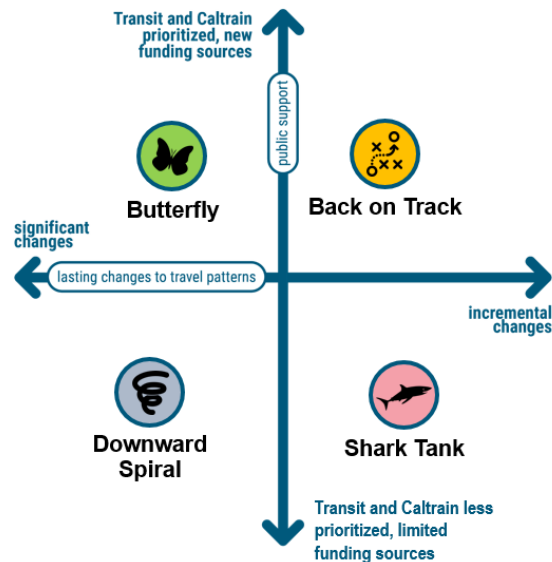 Transit and Caltrain
prioritized, new
funding sources
public support
Butterfly
Back on Track
significant
changes
lasting changes to travel patterns
incremental
changes
Downward
Spiral
Shark Tank
Transit and Caltrain less
prioritized, limited
funding sources